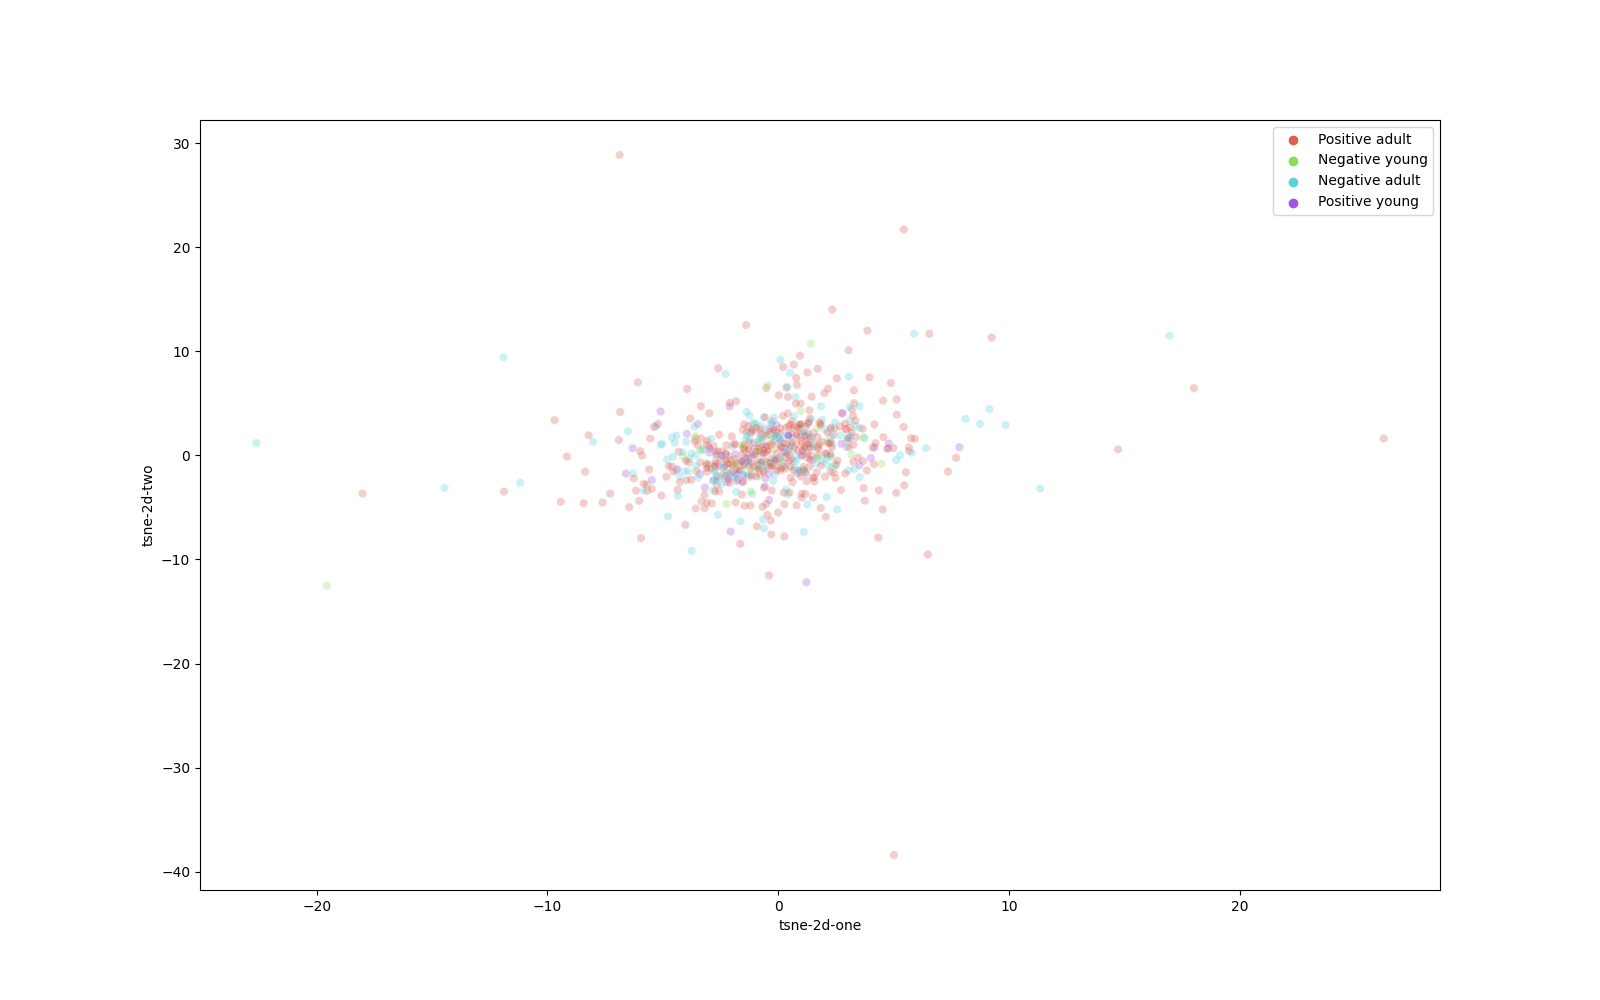 Positive adult
Negative young
Negative adult
Positive young
30
20
10
0
−10
−20
−30
−40
tsne-2d-two
−20
−10
0
10
20
tsne-2d-one